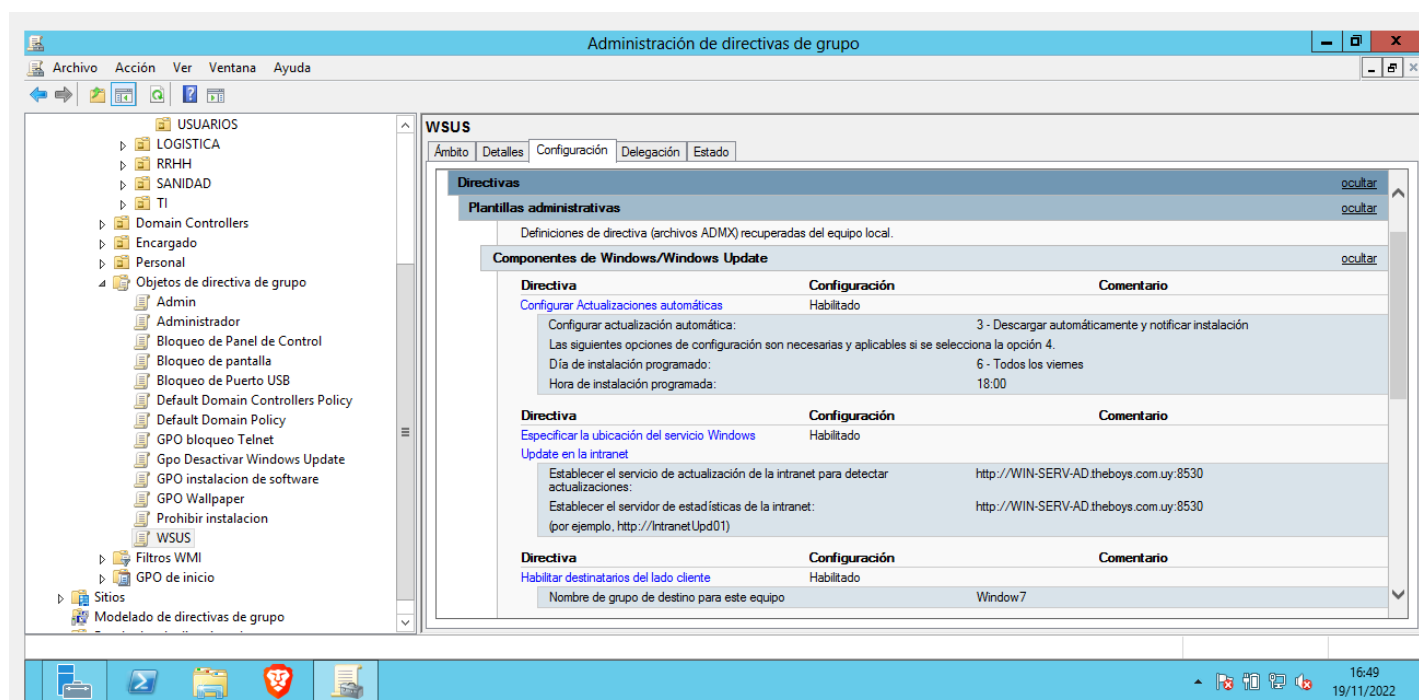 Administración de directivas de grupo
Archivo Acción Ver Ventana Ayuda
USUARIOS
LOGISTICA
RRHH
SANIDAD
TI
Domain Controllers
Encargado
Personal
Objetos de directiva de grupo
Admin
Administrador
Bloqueo de Panel de Control
Bloqueo de pantalla
Bloqueo de Puerto USB
Default Domain Controllers Policy
Default Domain Policy
GPO bloqueo Telnet
Gpo Desactivar Windows Update
GPO instalacion de software
GPO Wallpaper
Prohibir instalacion
WSUS
Filtros WMI
GPO de inicio
Sitios
Modelado de directivas de grupo
WSUS
Ámbito Detalles Configuración Delegación Estado
Directivas ocultar
Plantillas administrativas ocultar
Definiciones de directiva (archivos ADMX) recuperadas del equipo local.
Componentes de Windows/Windows Update ocultar
Directiva Configuración Comentario
Configurar Actualizaciones automáticas Habilitado
Configurar actualización automática: 3 - Descargar automáticamente y notificar instalación
Las siguientes opciones de configuración son necesarias y aplicables si se selecciona la opción 4.
Día de instalación programado: 6 - Todos los viernes
Hora de instalación programada: 18:00
Directiva Configuración Comentario
Especificar la ubicación del servicio Windows Habilitado
Update en la intranet
Establecer el servicio de actualización de la intranet para detectar http://WIN-SERV-AD.theboys.com.uy:8530
actualizaciones:
Establecer el servidor de estadísticas de la intranet: http://WIN-SERV-AD.theboys.com.uy:8530
(por ejemplo, http://IntranetUpd01)
Directiva Configuración Comentario
Habilitar destinatarios del lado cliente Habilitado
Nombre de grupo de destino para este equipo Window7
16:49
19/11/2022